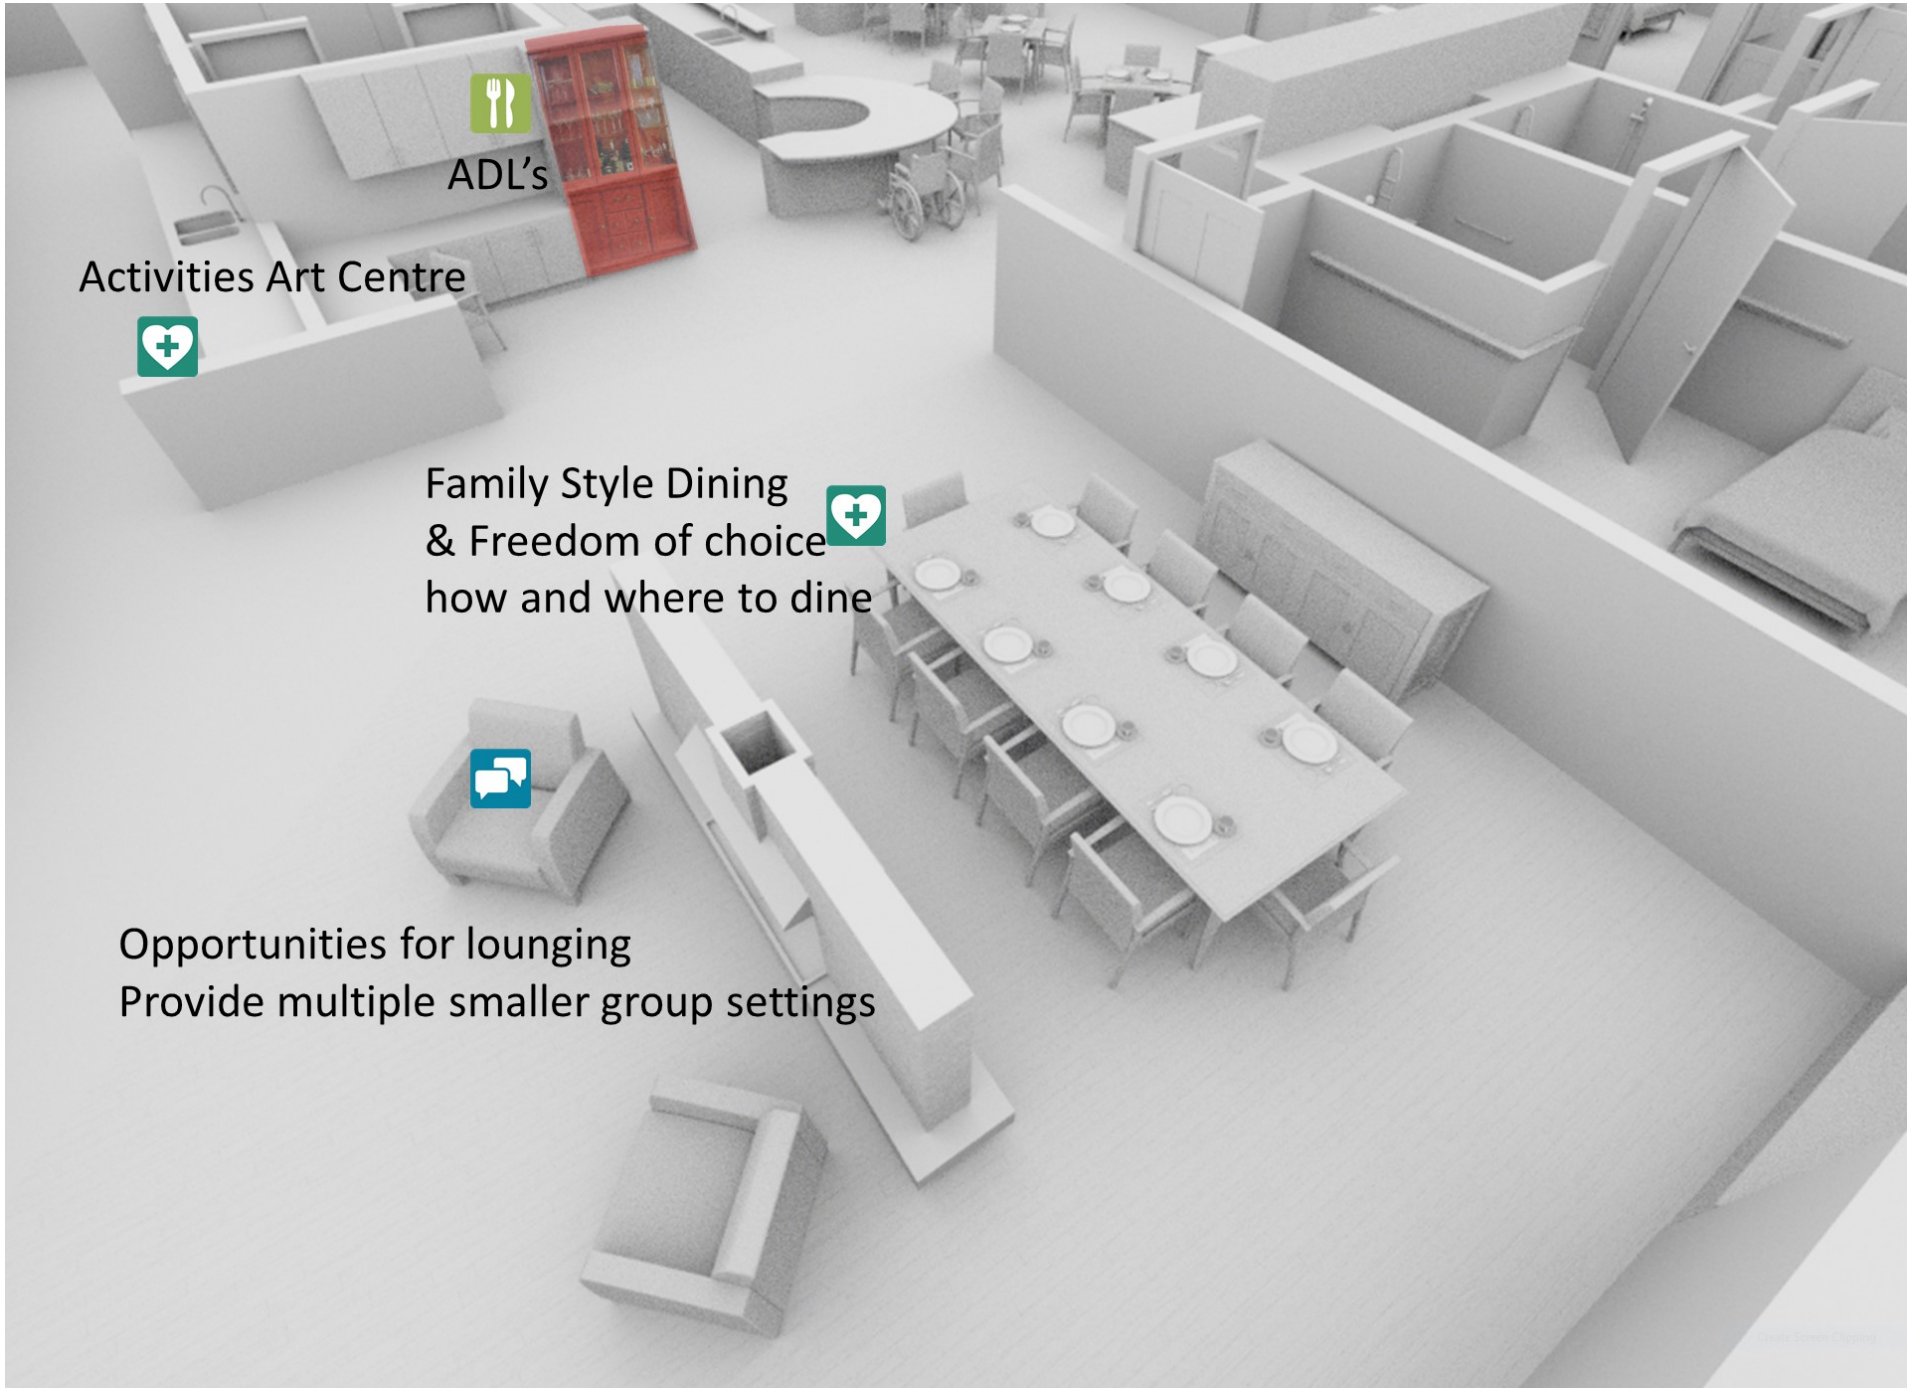 ADL's
Activities Art Centre
Family Style Dining
& Freedom of choice
how and where to dine
Opportunities for lounging
Provide multiple smaller group settings